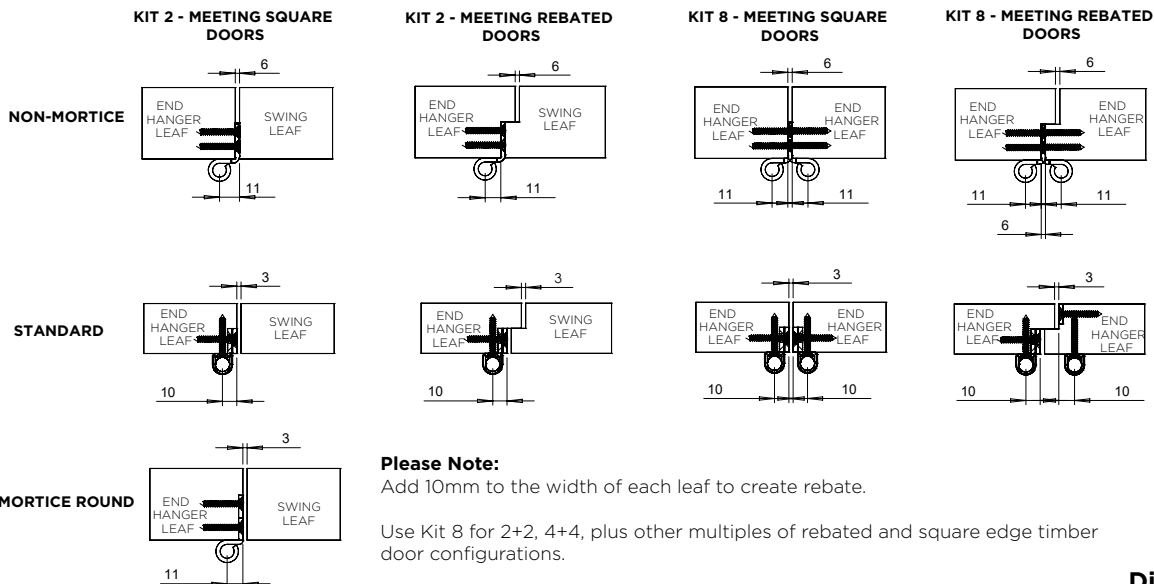 KIT 2 - MEETING SQUARE
DOORS
KIT 2 - MEETING REBATED
DOORS
KIT 8 - MEETING SQUARE
DOORS
KIT 8 - MEETING REBATED
DOORS
NON-MORTICE
6
END
HANGER
LEAF
SWING
LEAF
11
6
END
HANGER
LEAF
SWING
LEAF
11
6
END
HANGER
LEAF
END
HANGER
LEAF
11
11
6
END
HANGER
LEAF
END
HANGER
LEAF
11
11
6
STANDARD
3
END
HANGER
LEAF
SWING
LEAF
10
3
END
HANGER
LEAF
SWING
LEAF
10
3
END
HANGER
LEAF
END
HANGER
LEAF
10
10
3
END
HANGER
LEAF
END
HANGER
LEAF
10
10
MORTICE ROUND
3
END
HANGER
LEAF
SWING
LEAF
11
Please Note:
Add 10mm to the width of each leaf to create rebate.
Use Kit 8 for 2+2, 4+4, plus other multiples of rebated and square edge timber
door configurations.
Di